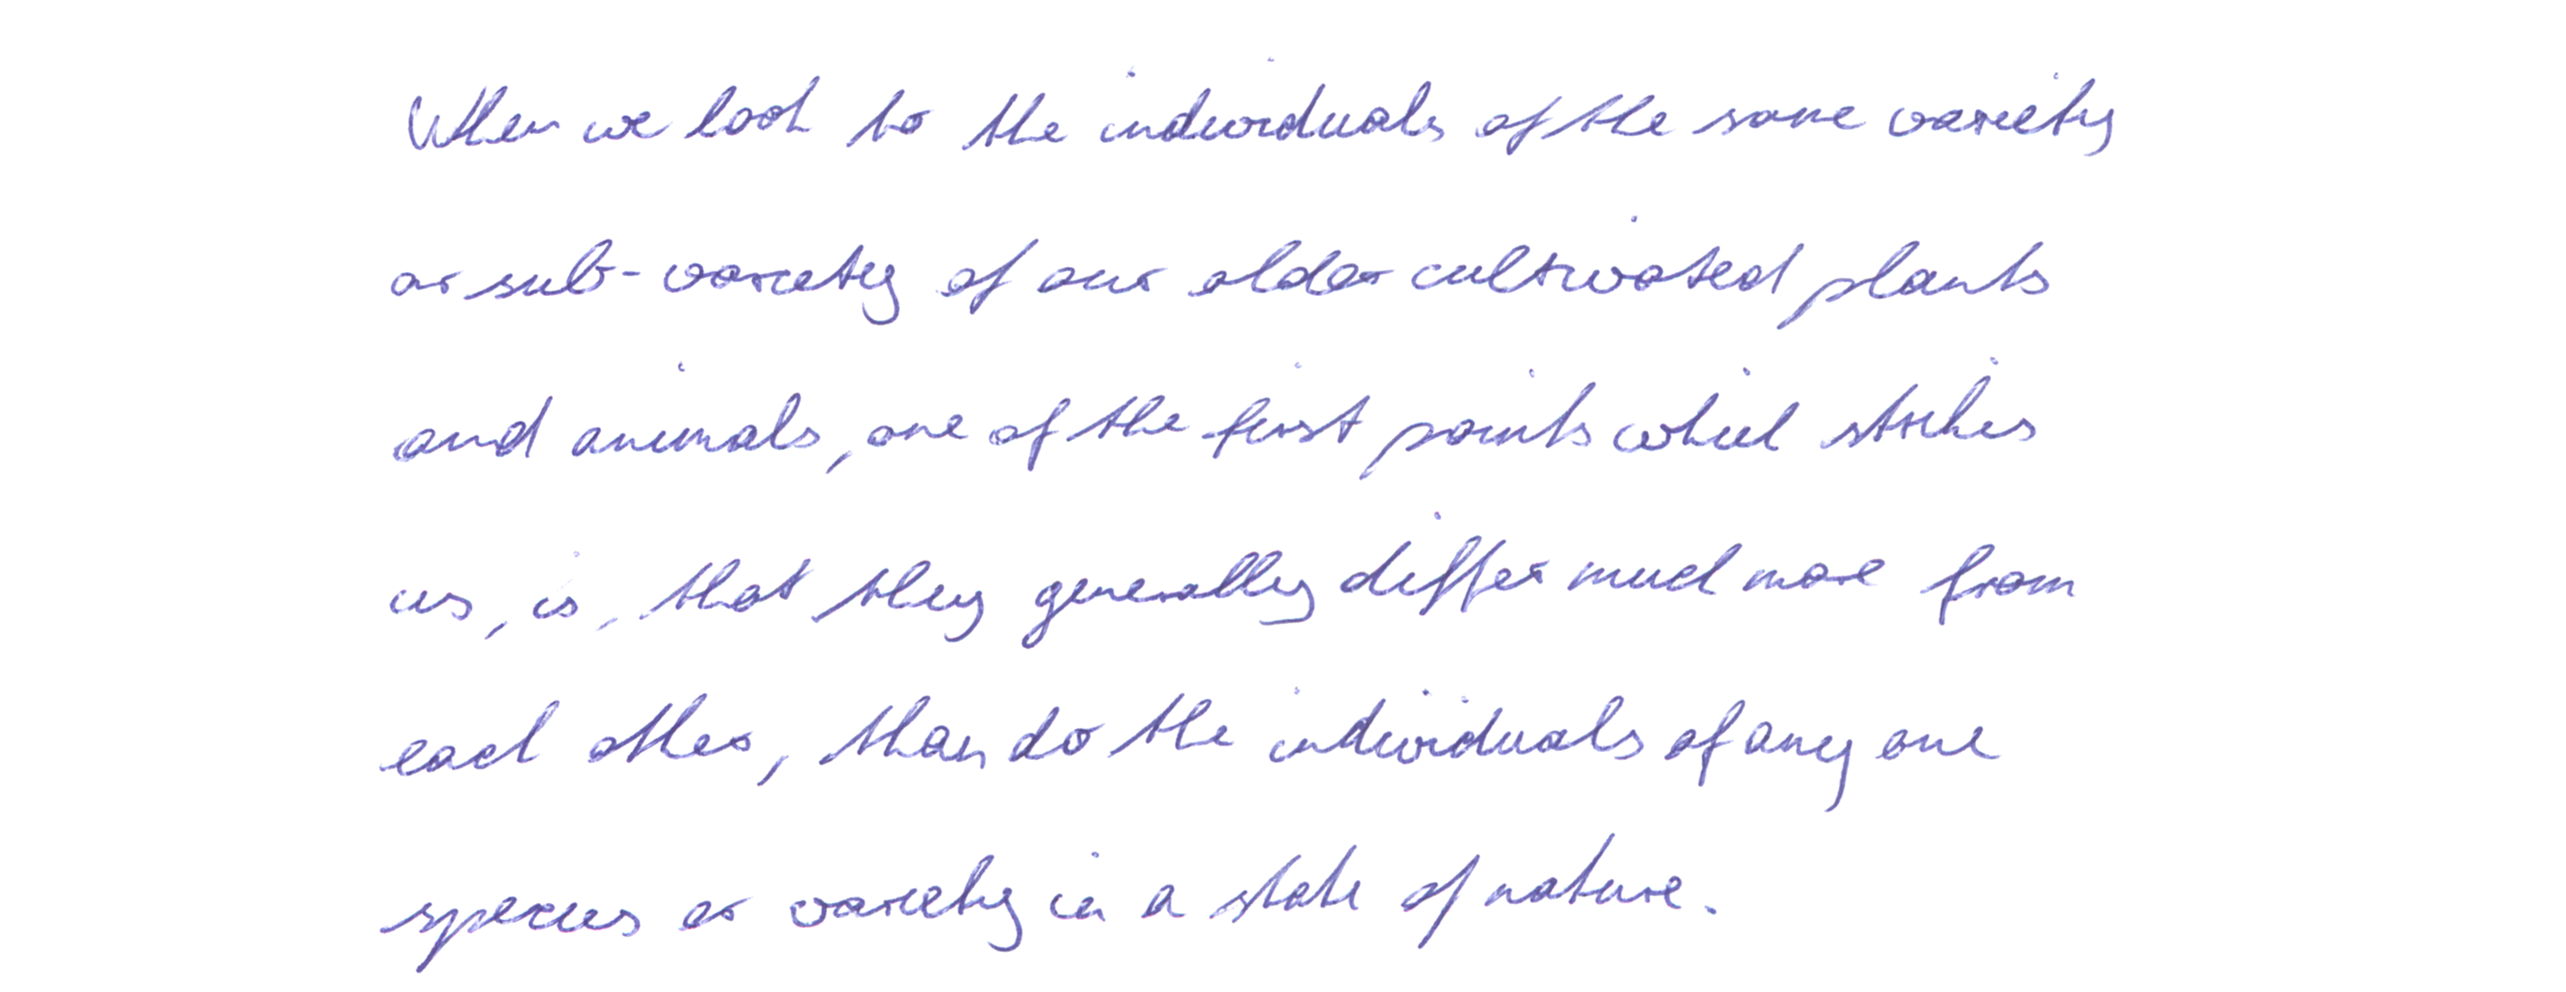 When we look to the individuals of the same variety
or sub-variety of our older cultivated plants
and animals, one of the first points which strikes
us, is, that they generally differ much more from
each other, than do the individuals of any one
species or variety in a state of nature.